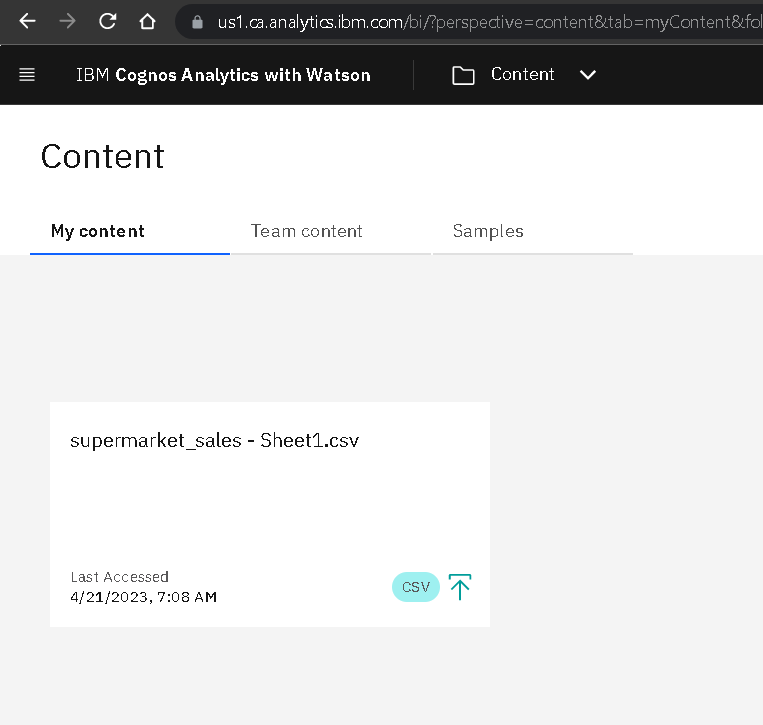 us1.ca.analytics.ibm.com/bi/?perspective=content&tab=myContent&fol
IBM Cognos Analytics with Watson
Content
Content
My content
Team content
Samples
supermarket_sales - Sheet1.csv
Last Accessed
4/21/2023, 7:08 AM
CSV